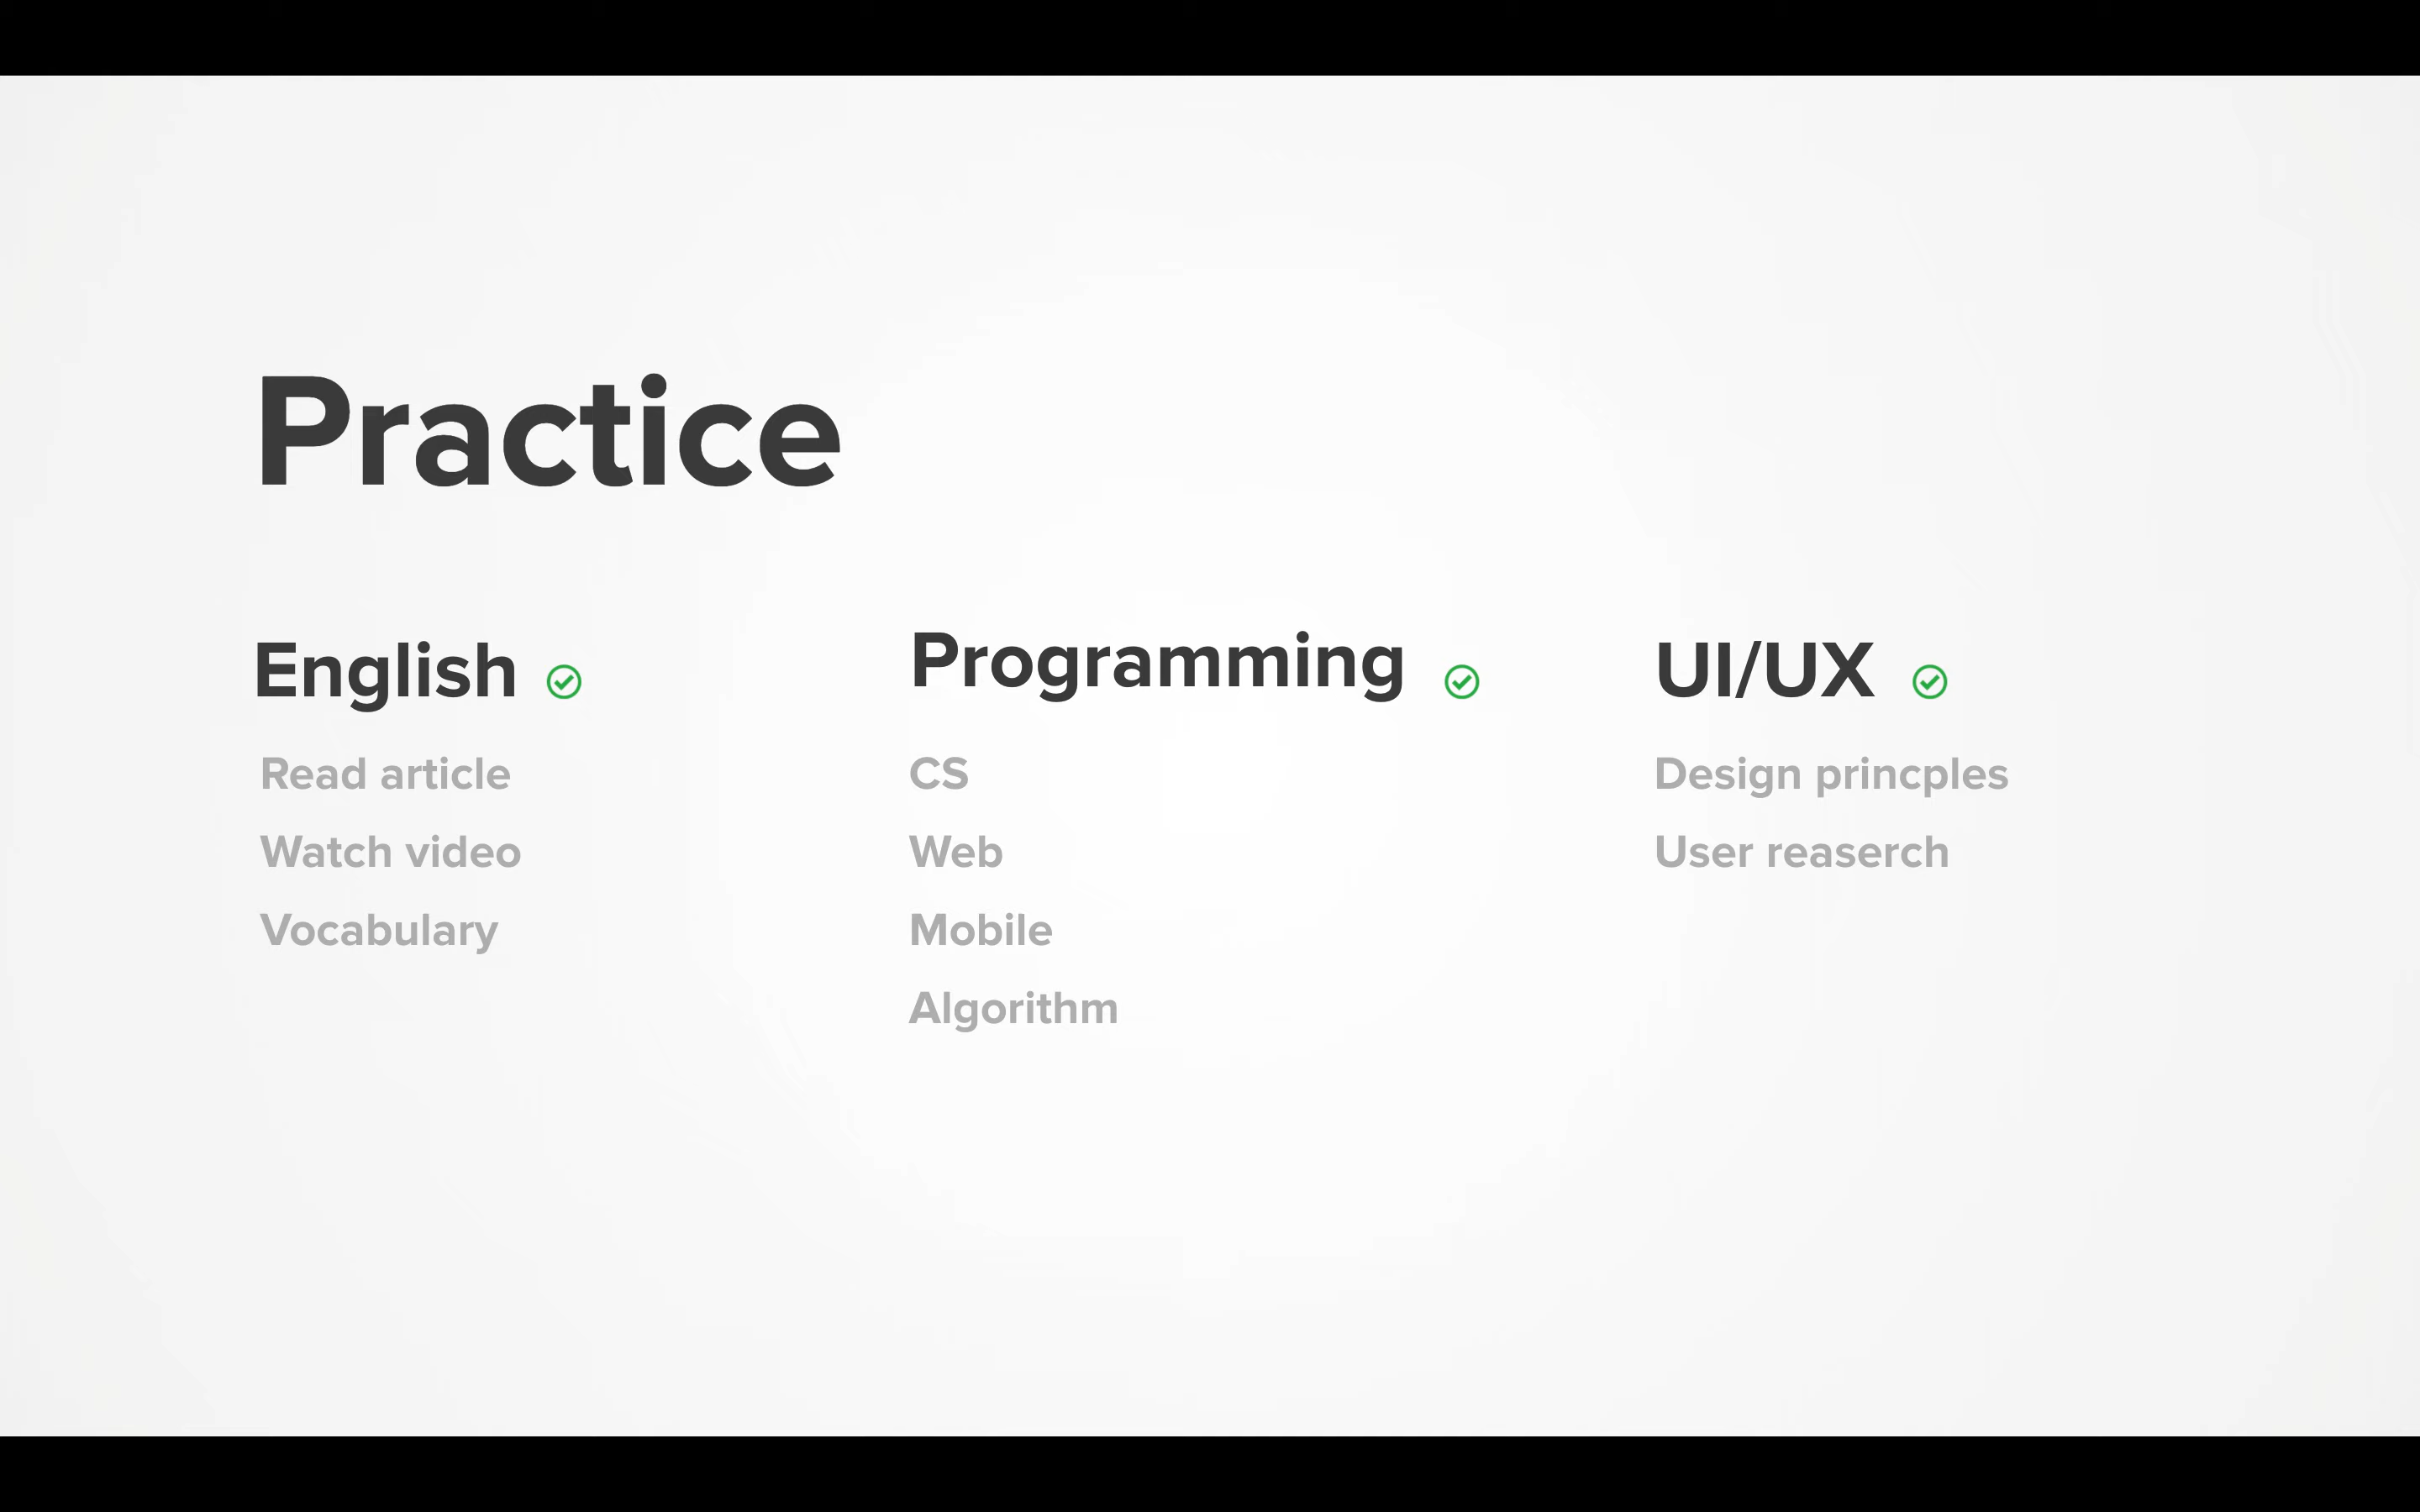 Practice
English
Read article
Watch video
Vocabulary
Programming
CS
Web
Mobile
Algorithm
UI/UX
Design princples
User reaserch